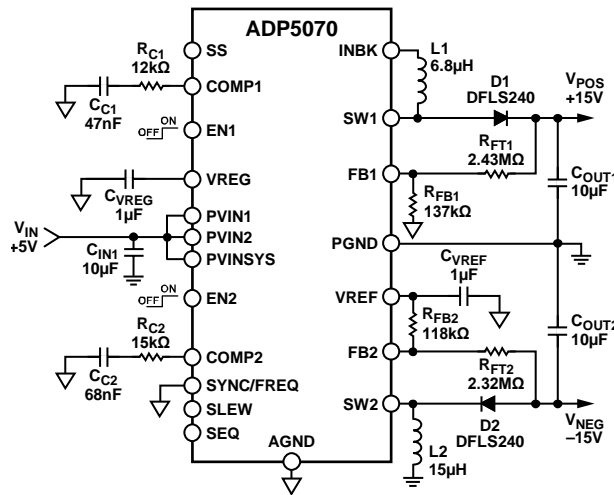 ADP5070
SS
INBK
L1
6.8µH
RC1
12kΩ
COMP1
CC1
47nF
D1
DFLS240
VPOS
+15V
ON
OFF
EN1
SW1
RFT1
2.43MΩ
VREG
FB1
CVREG
1µF
RFB1
137kΩ
COUT1
10µF
PVIN1
VIN
+5V
PVIN2
PGND
CIN1
10µF
PVINSYS
CVREF
1µF
ON
OFF
EN2
VREF
RFB2
118kΩ
RC2
15kΩ
COMP2
FB2
COUT2
10µF
CC2
68nF
RFT2
2.32MΩ
SYNC/FREQ
SLEW
SW2
SEQ
D2
DFLS240
VNEG
–15V
L2
15µH
AGND